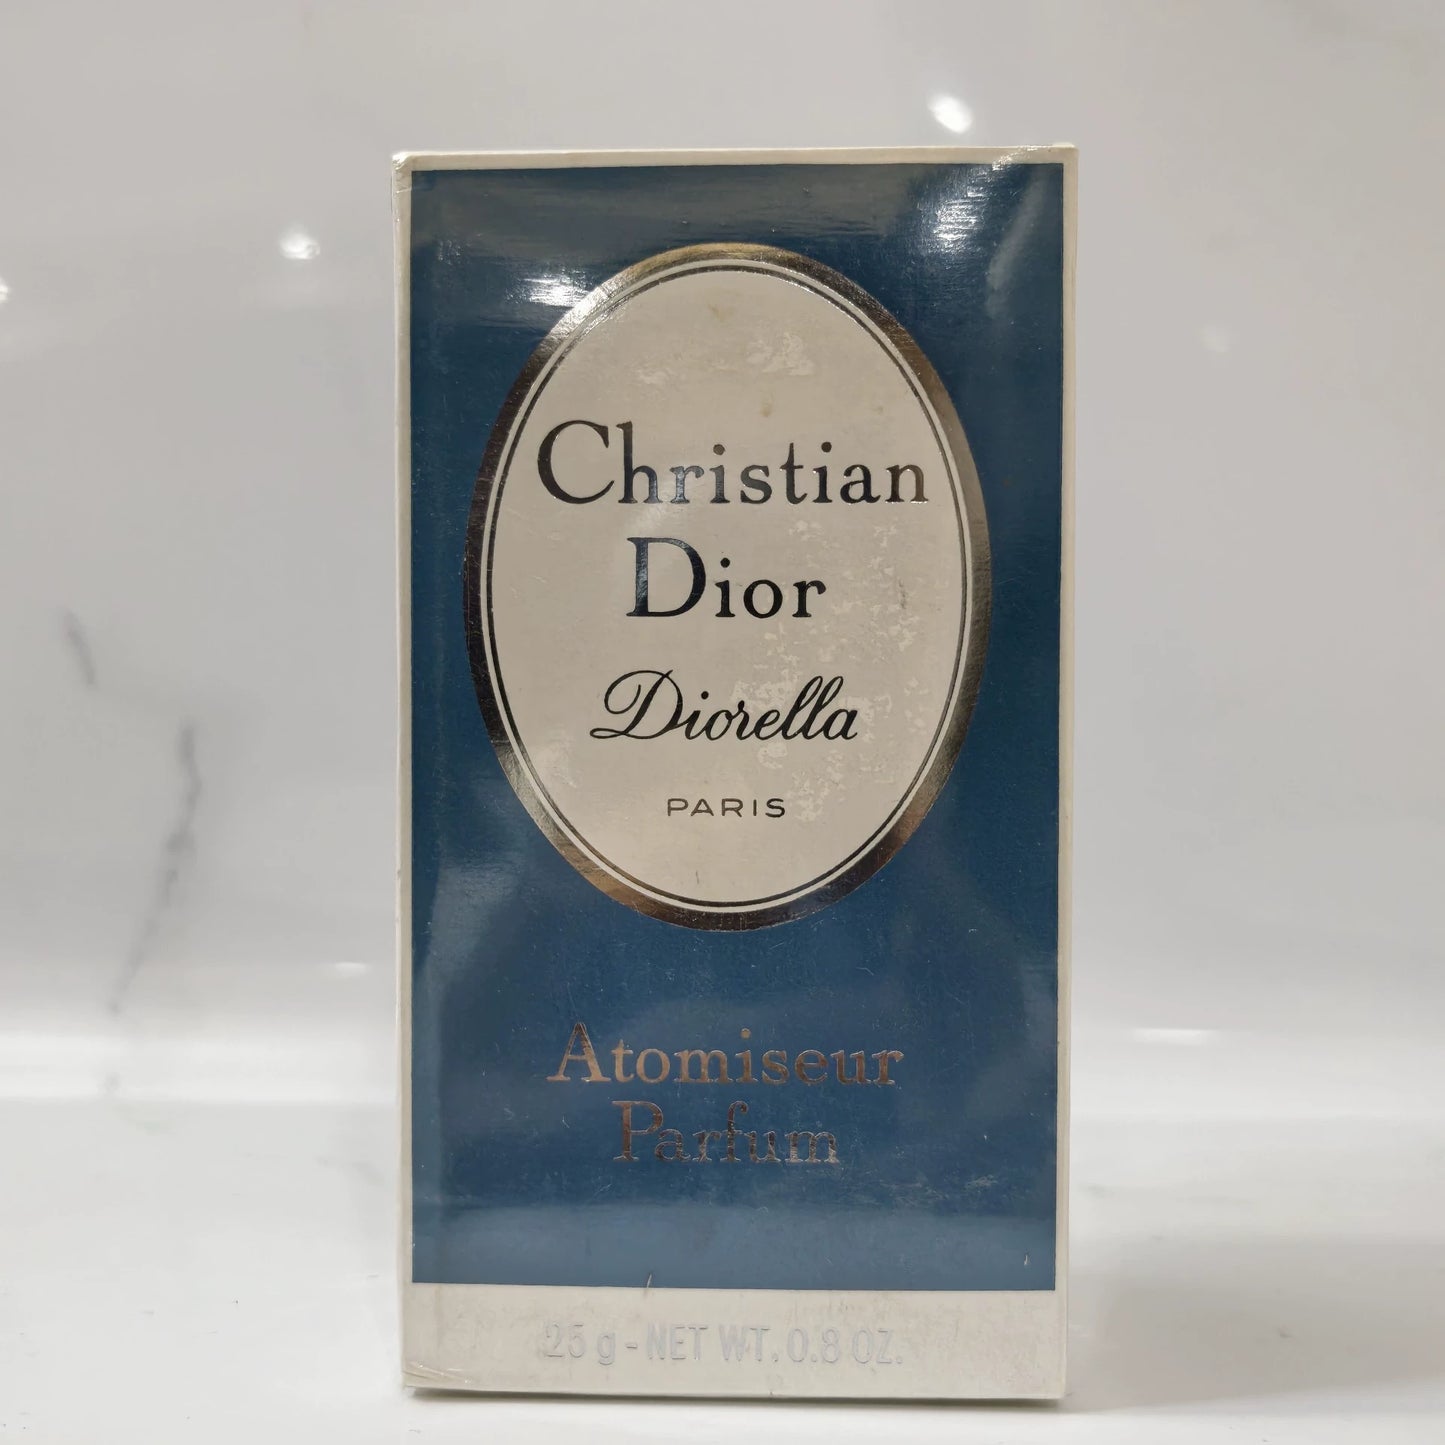 Christian
Dior
Diorella
PARIS
Atomiseur
Parfum
25 g - NET WT. 0.8 OZ.